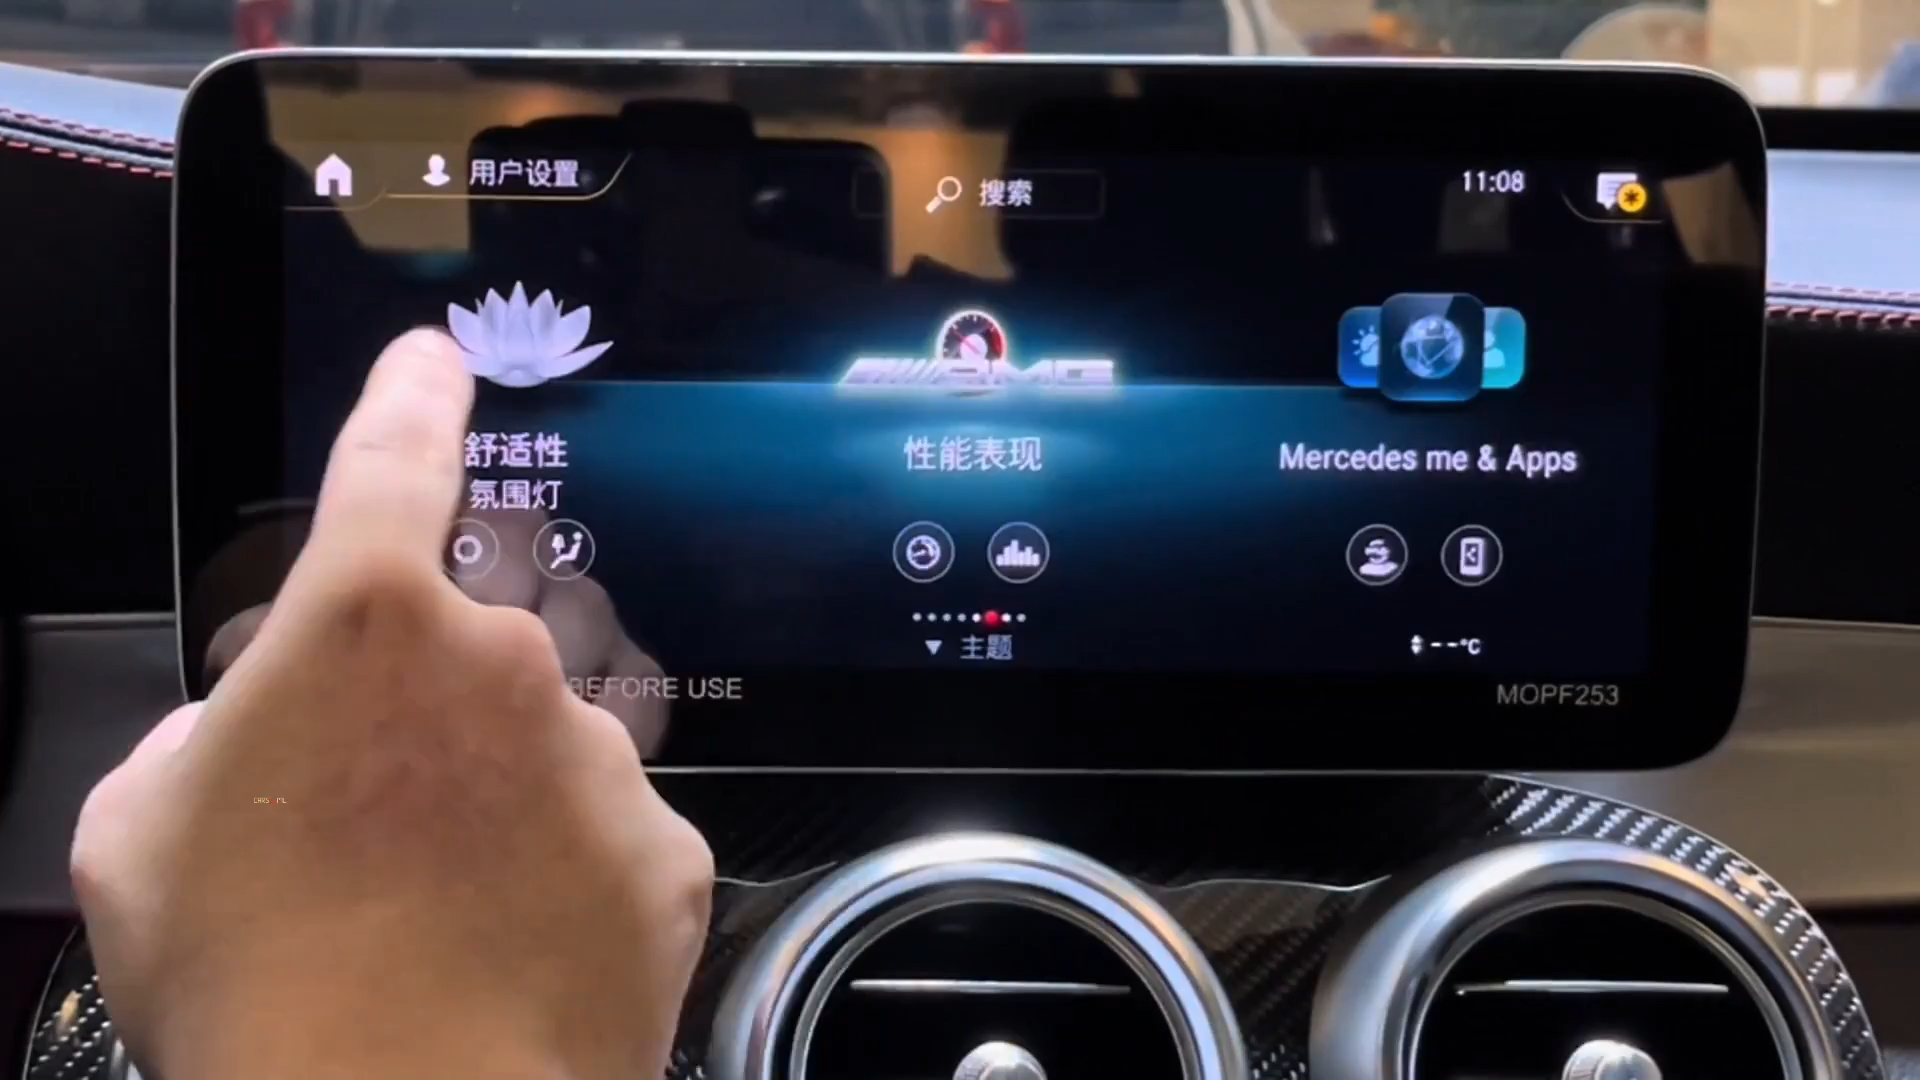 用户设置
搜索
11:08
AMG
舒适性
氛围灯
性能表现
Mercedes me & Apps
主题
--°C
BEFORE USE
MOPF253